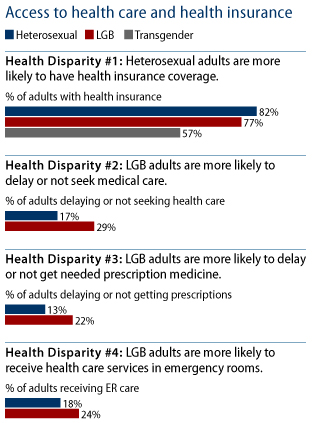 Access to health care and health insurance
Heterosexual LGB Transgender
Health Disparity #1: Heterosexual adults are more
likely to have health insurance coverage.
% of adults with health insurance
82%
77%
57%
Health Disparity #2: LGB adults are more likely to
delay or not seek medical care.
% of adults delaying or not seeking health care
17%
29%
Health Disparity #3: LGB adults are more likely to delay
or not get needed prescription medicine.
% of adults delaying or not getting prescriptions
13%
22%
Health Disparity #4: LGB adults are more likely to
receive health care services in emergency rooms.
% of adults receiving ER care
18%
24%